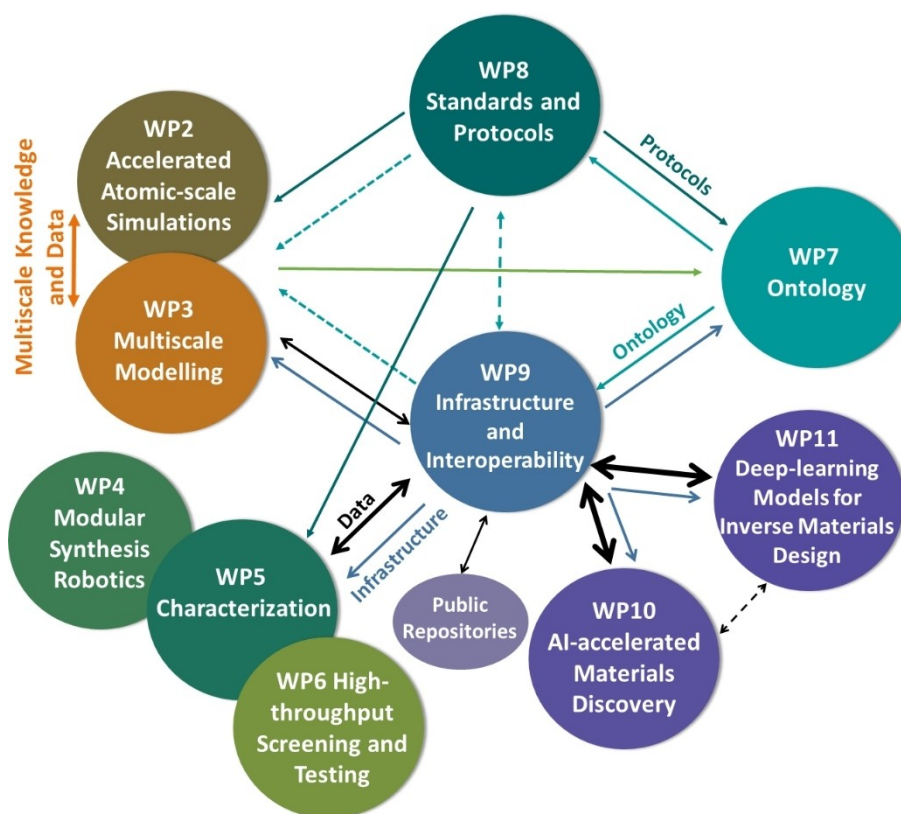 WP8
Standards and
Protocols
WP2
Accelerated
Atomic-scale
Simulations
Multiscale Knowledge
and Data
Protocols
WP7
Ontology
WP3
Multiscale
Modelling
Ontology
WP9
Infrastructure
and
Interoperability
WP11
Deep-learning
Models for
Inverse Materials
Design
WP4
Modular
Synthesis
Robotics
Data
Infrastructure
WP5
Characterization
Public
Repositories
WP10
AI-accelerated
Materials
Discovery
WP6 High-
throughput
Screening and
Testing